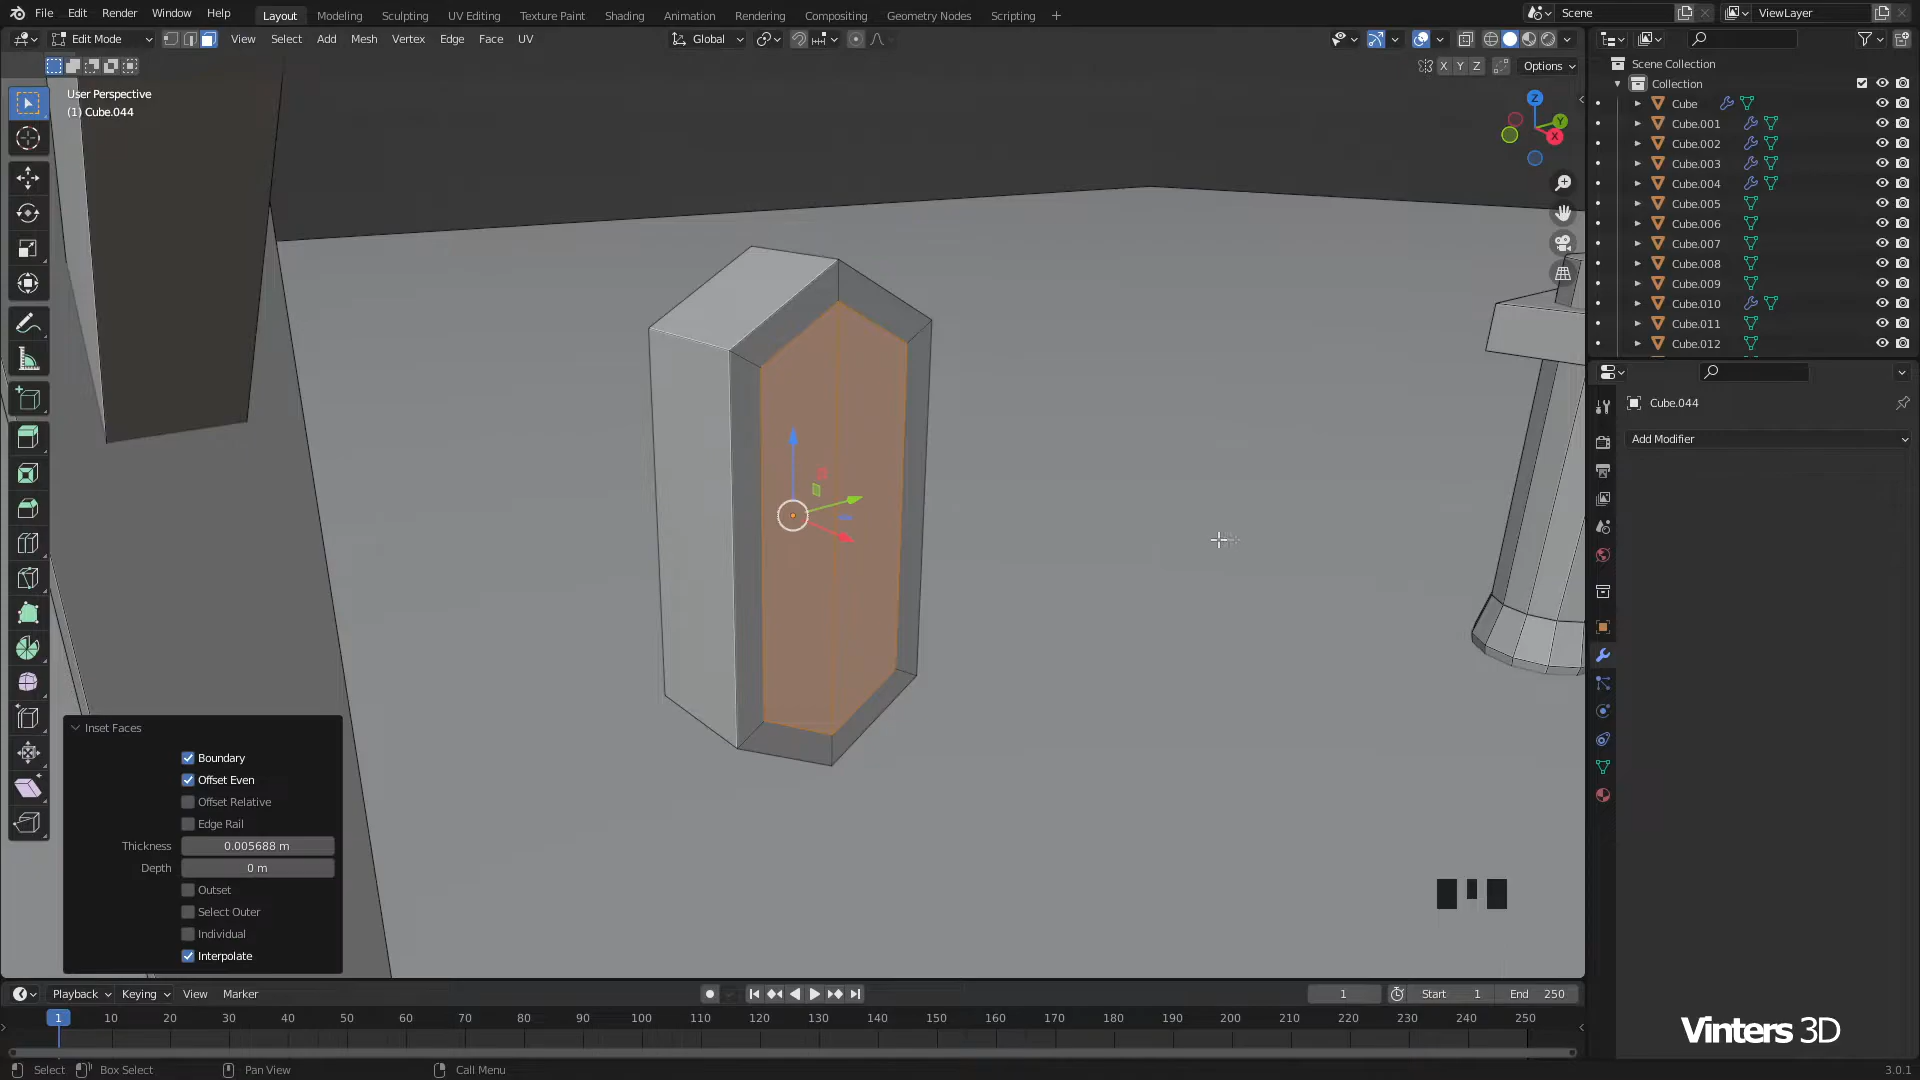 File Edit Render Window Help Layout Modeling Sculpting UV Editing Texture Paint Shading Animation Rendering Compositing Geometry Nodes Scripting + Scene ViewLayer
Edit Mode View Select Add Mesh Vertex Edge Face UV Global
X Y Z Options
User Perspective
(1) Cube.044
Z
Y
X
Scene Collection
Collection
Cube
Cube.001
Cube.002
Cube.003
Cube.004
Cube.005
Cube.006
Cube.007
Cube.008
Cube.009
Cube.010
Cube.011
Cube.012
Cube.044
Add Modifier
Inset Faces
Boundary
Offset Even
Offset Relative
Edge Rail
Thickness 0.005688 m
Depth 0 m
Outset
Select Outer
Individual
Interpolate
Playback Keying View Marker 1 Start 1 End 250
1 10 20 30 40 50 60 70 80 90 100 110 120 130 140 150 160 170 180 190 200 210 220 230 240 250
Vinters 3D
Select Box Select Pan View Call Menu 3.0.1